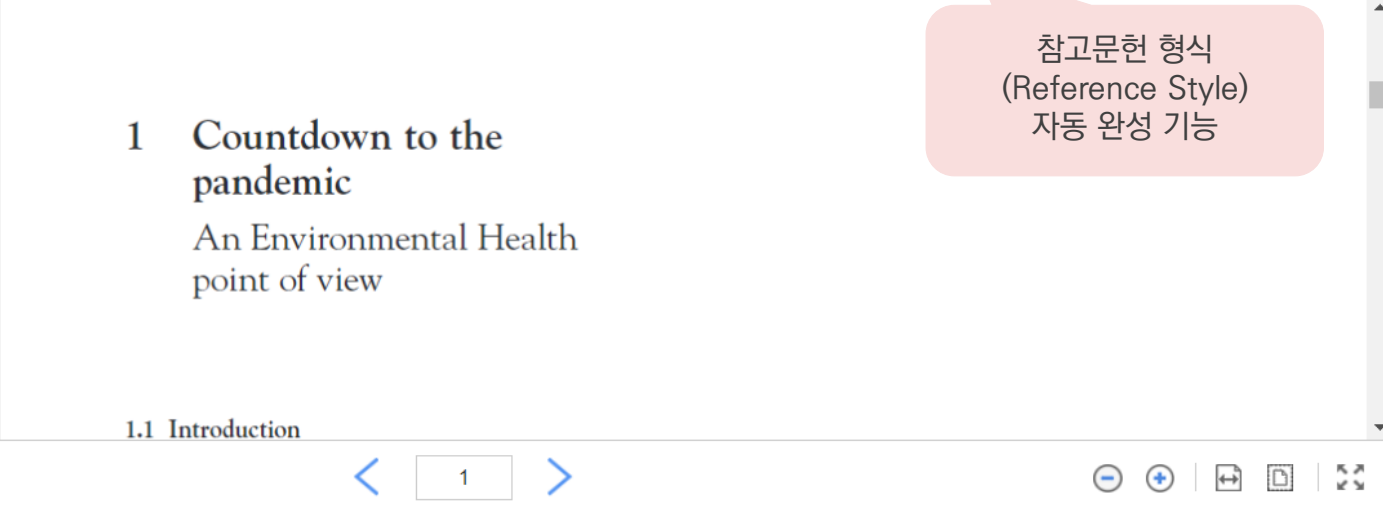 참고문헌 형식
(Reference Style)
자동 완성 기능
1 Countdown to the
pandemic
An Environmental Health
point of view
1.1 Introduction
1